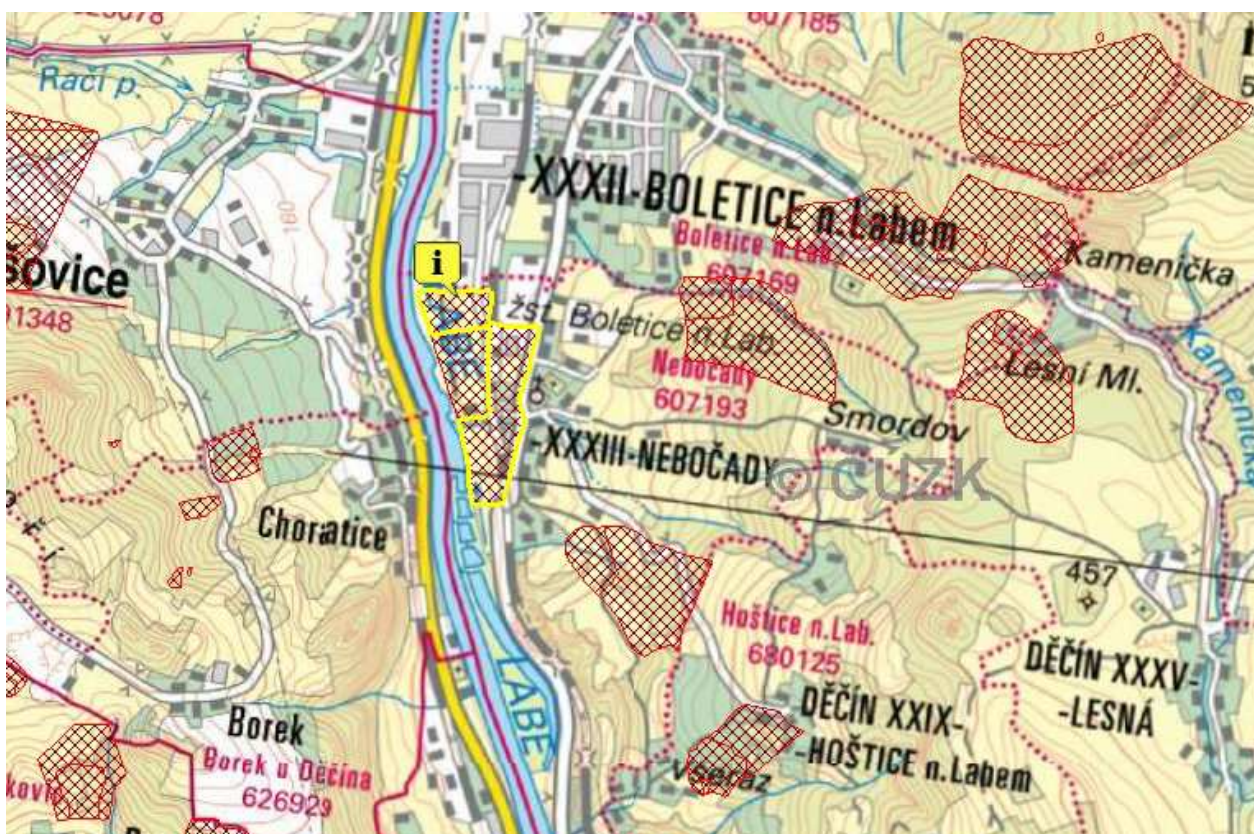 607185
Račí p.
-XXXII-BOLETICE n.Labem
Boletice n.Lab.
607169
Kamenička
160
šovice
01348
i
žst. Boletice n.Lab.
Nebočady
607193
Lesní Ml.
Kamenický
Smordov
-XXXIII-NEBOČADY
© ČÚZK
Choratice
457
Hoštice n.Lab.
680125
DĚČÍN XXXV-
-LESNÁ
LABE
DĚČÍN XXIX-
-HOŠTICE n.Labem
Borek
Borek u Děčína
626929
Všeraz